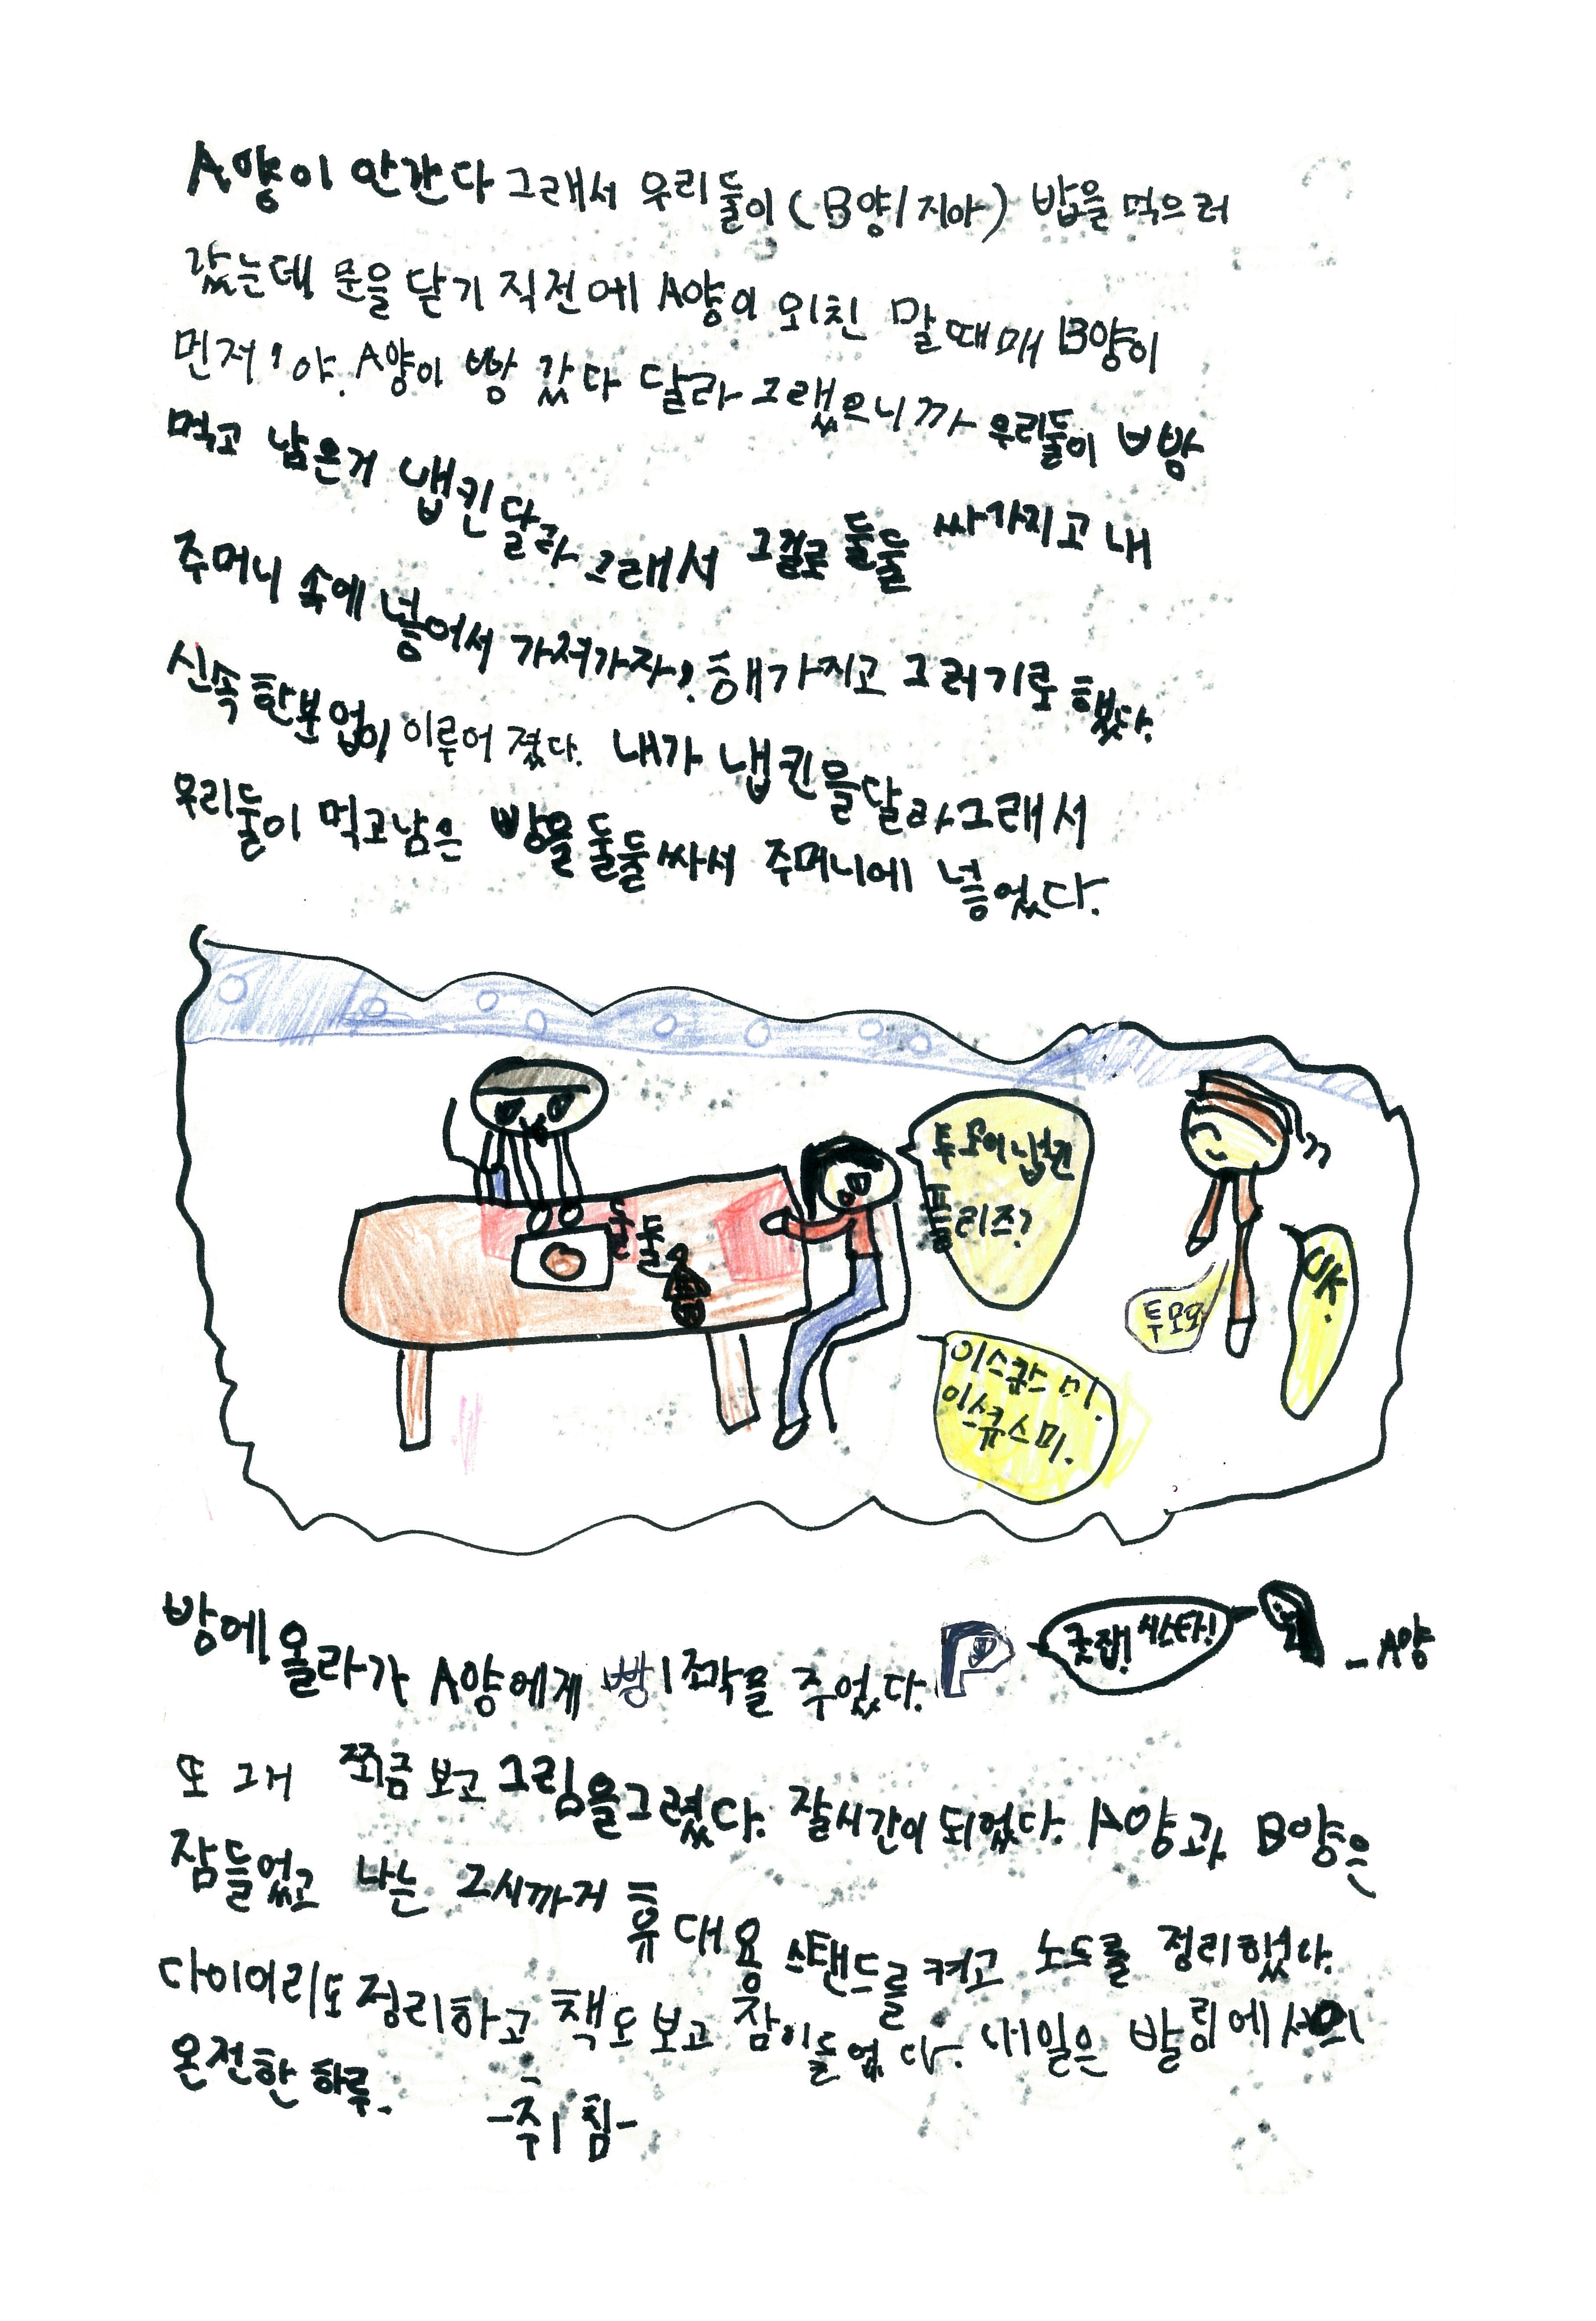 A양이 안간다 그래서 우리둘이 (B양/지아) 밥을 먹으러
갔는데 문을 닫기 직전에 A양이 외친 말 때매 B양이
먼저, 야. A양이 빵 갔다 달라 그랬으니까 우리둘이 빵
먹고 남은거 냅킨달라 그래서 그걸로 둘둘 싸가지고 내
주머니 속에 넣어서 가져가자, 해가지고 그러기로 했다.
신속한분업이 이루어 졌다. 내가 냅킨을달라그래서
우리둘이 먹고남은 빵을 둘둘싸서 주머니에 넣었다.
투모어냅킨
플리즈?
둘둘
OK.
투모모
이스큐스 미.
이스큐스미.
방에 올라가 A양에게 빵1조각을 주었다.
굿잡! 시스타!
- A양
또 그거 쬐금 보고 그림을그렸다. 잘시간이 되었다. A양과 B양은
잠들었고 나는 2시까지 휴대용 스탠드를 켜고 노트를 정리했다.
다이어리도 정리하고 책도 보고 잠이들었다. 내일은 발링에서의
온전한 하루.
-취침-